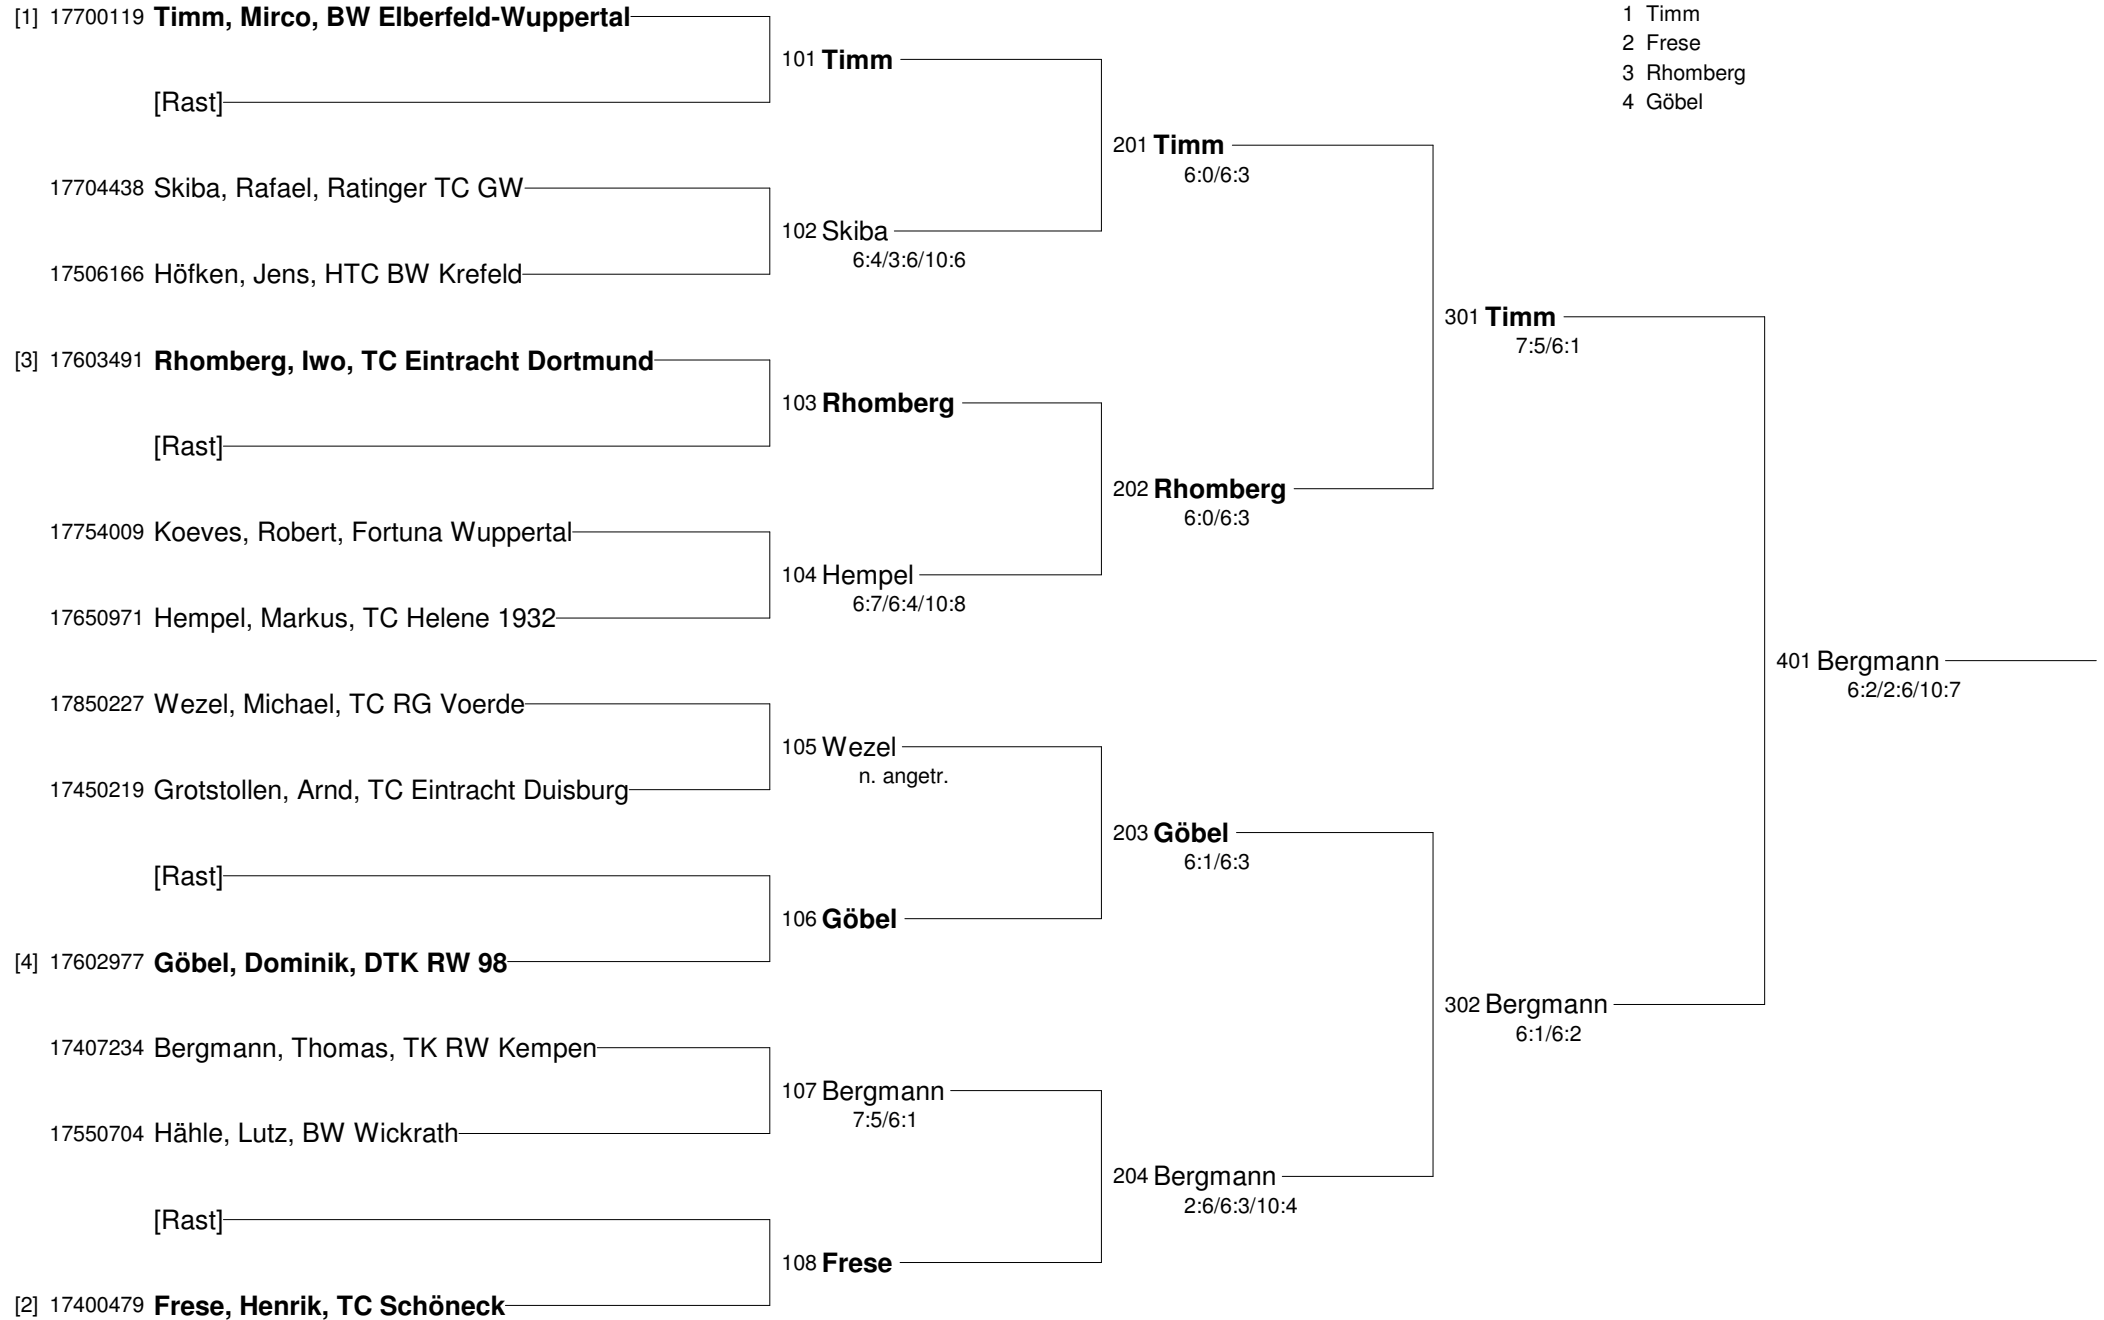 [1] 17700119 Timm, Mirco, BW Elberfeld-Wuppertal
[Rast]
17704438 Skiba, Rafael, Ratinger TC GW
17506166 Höfken, Jens, HTC BW Krefeld
[3] 17603491 Rhomberg, Iwo, TC Eintracht Dortmund
[Rast]
17754009 Koeves, Robert, Fortuna Wuppertal
17650971 Hempel, Markus, TC Helene 1932
17850227 Wezel, Michael, TC RG Voerde
17450219 Grotstollen, Arnd, TC Eintracht Duisburg
[Rast]
[4] 17602977 Göbel, Dominik, DTK RW 98
17407234 Bergmann, Thomas, TK RW Kempen
17550704 Hähle, Lutz, BW Wickrath
[Rast]
[2] 17400479 Frese, Henrik, TC Schöneck
101 Timm
102 Skiba
6:4/3:6/10:6
103 Rhomberg
104 Hempel
6:7/6:4/10:8
105 Wezel
n. angetr.
106 Göbel
107 Bergmann
7:5/6:1
108 Frese
201 Timm
6:0/6:3
202 Rhomberg
6:0/6:3
203 Göbel
6:1/6:3
204 Bergmann
2:6/6:3/10:4
301 Timm
7:5/6:1
302 Bergmann
6:1/6:2
401 Bergmann
6:2/2:6/10:7
1 Timm
2 Frese
3 Rhomberg
4 Göbel